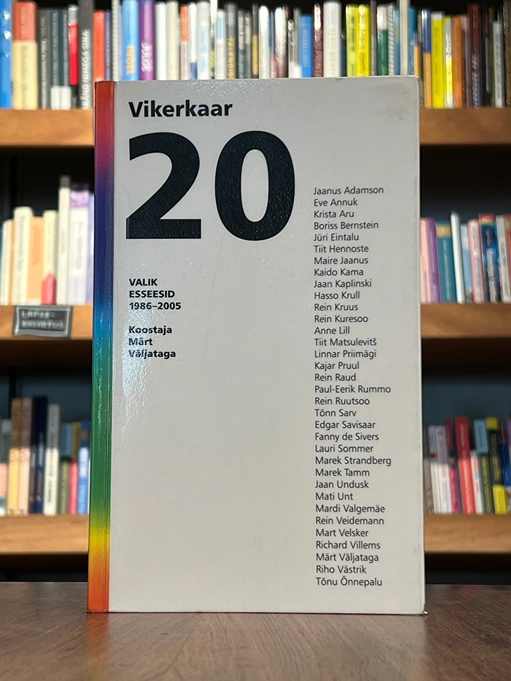 Vikerkaar
20
VALIK
ESSEESID
1986–2005
Koostaja
Märt
Väljataga
Jaanus Adamson
Eve Annuk
Krista Aru
Boriss Bernstein
Jüri Eintalu
Tiit Hennoste
Maire Jaanus
Kaido Kama
Jaan Kaplinski
Hasso Krull
Rein Kruus
Rein Kuresoo
Anne Lill
Tiit Matsulevitš
Linnar Priimägi
Kajar Pruul
Rein Raud
Paul-Eerik Rummo
Rein Ruutsoo
Tõnn Sarv
Edgar Savisaar
Fanny de Sivers
Lauri Sommer
Marek Strandberg
Marek Tamm
Jaan Undusk
Mati Unt
Mardi Valgemäe
Rein Veidemann
Mart Velsker
Richard Villems
Märt Väljataga
Riho Västrik
Tõnu Õnnepalu